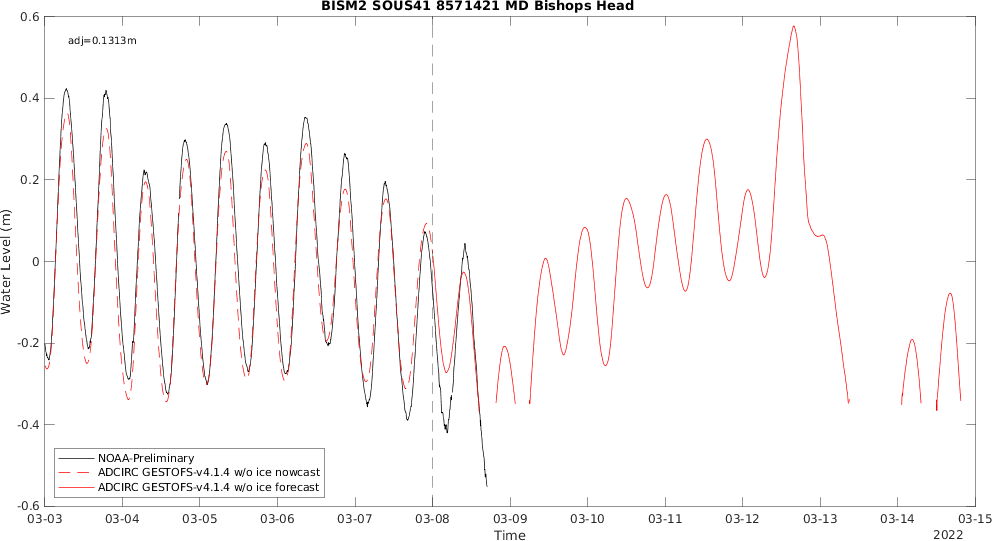 BISM2 SOUS41 8571421 MD Bishops Head
adj=0.1313m
0.6
0.4
0.2
0
-0.2
-0.4
-0.6
Water Level (m)
NOAA-Preliminary
ADCIRC GESTOFS-v4.1.4 w/o ice nowcast
ADCIRC GESTOFS-v4.1.4 w/o ice forecast
03-03 03-04 03-05 03-06 03-07 03-08 03-09 03-10 03-11 03-12 03-13 03-14 03-15
Time
2022